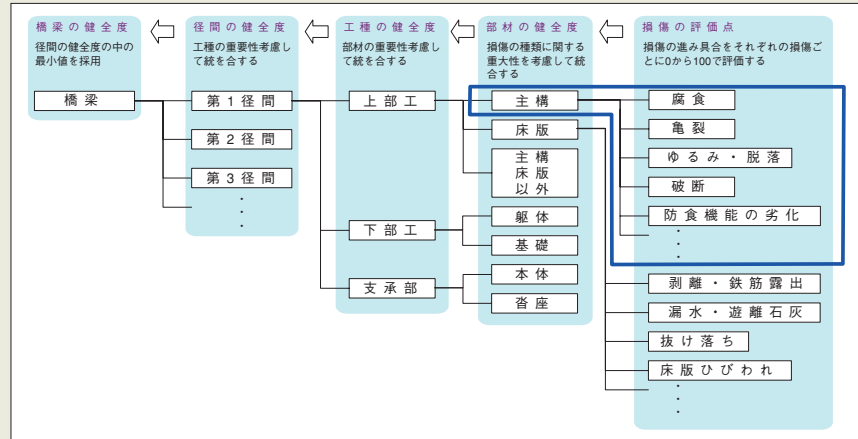 橋梁の健全度
径間の健全度の中の
最小値を採用
橋梁
径間の健全度
工種の重要性考慮し
て統を合する
第1径間
第2径間
第3径間
・
・
・
工種の健全度
部材の重要性考慮し
て統を合する
上部工
下部工
支承部
部材の健全度
損傷の種類に関する
重大性を考慮して統
合する
主構
床版
主構
床版
以外
躯体
基礎
本体
沓座
損傷の評価点
損傷の進み具合をそれぞれの損傷ご
とに0から100で評価する
腐食
亀裂
ゆるみ・脱落
破断
防食機能の劣化
・
・
・
剥離・鉄筋露出
漏水・遊離石灰
抜け落ち
床版ひびわれ
・
・
・